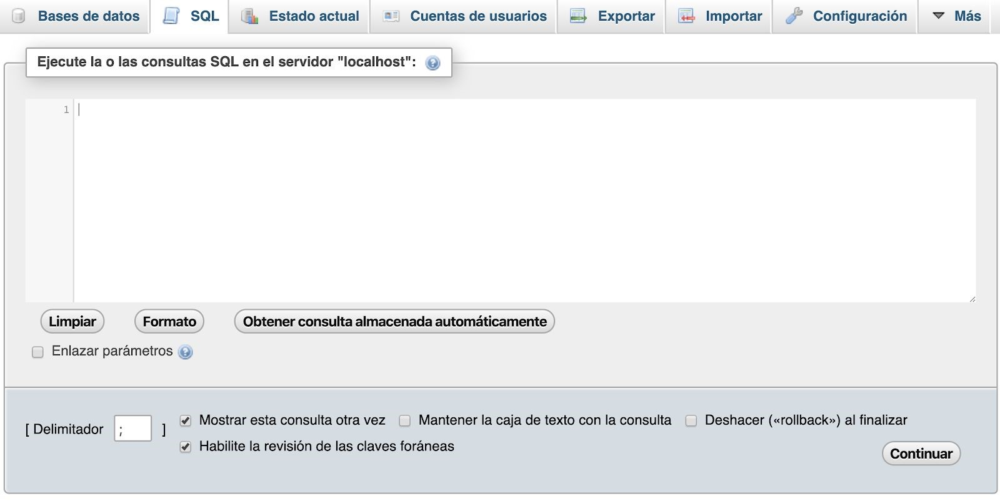 Bases de datos SQL Estado actual Cuentas de usuarios Exportar Importar Configuración Más
Ejecute la o las consultas SQL en el servidor "localhost":
1
Limpiar Formato Obtener consulta almacenada automáticamente
Enlazar parámetros
[ Delimitador ; ] Mostrar esta consulta otra vez Mantener la caja de texto con la consulta Deshacer («rollback») al finalizar
Habilite la revisión de las claves foráneas
Continuar